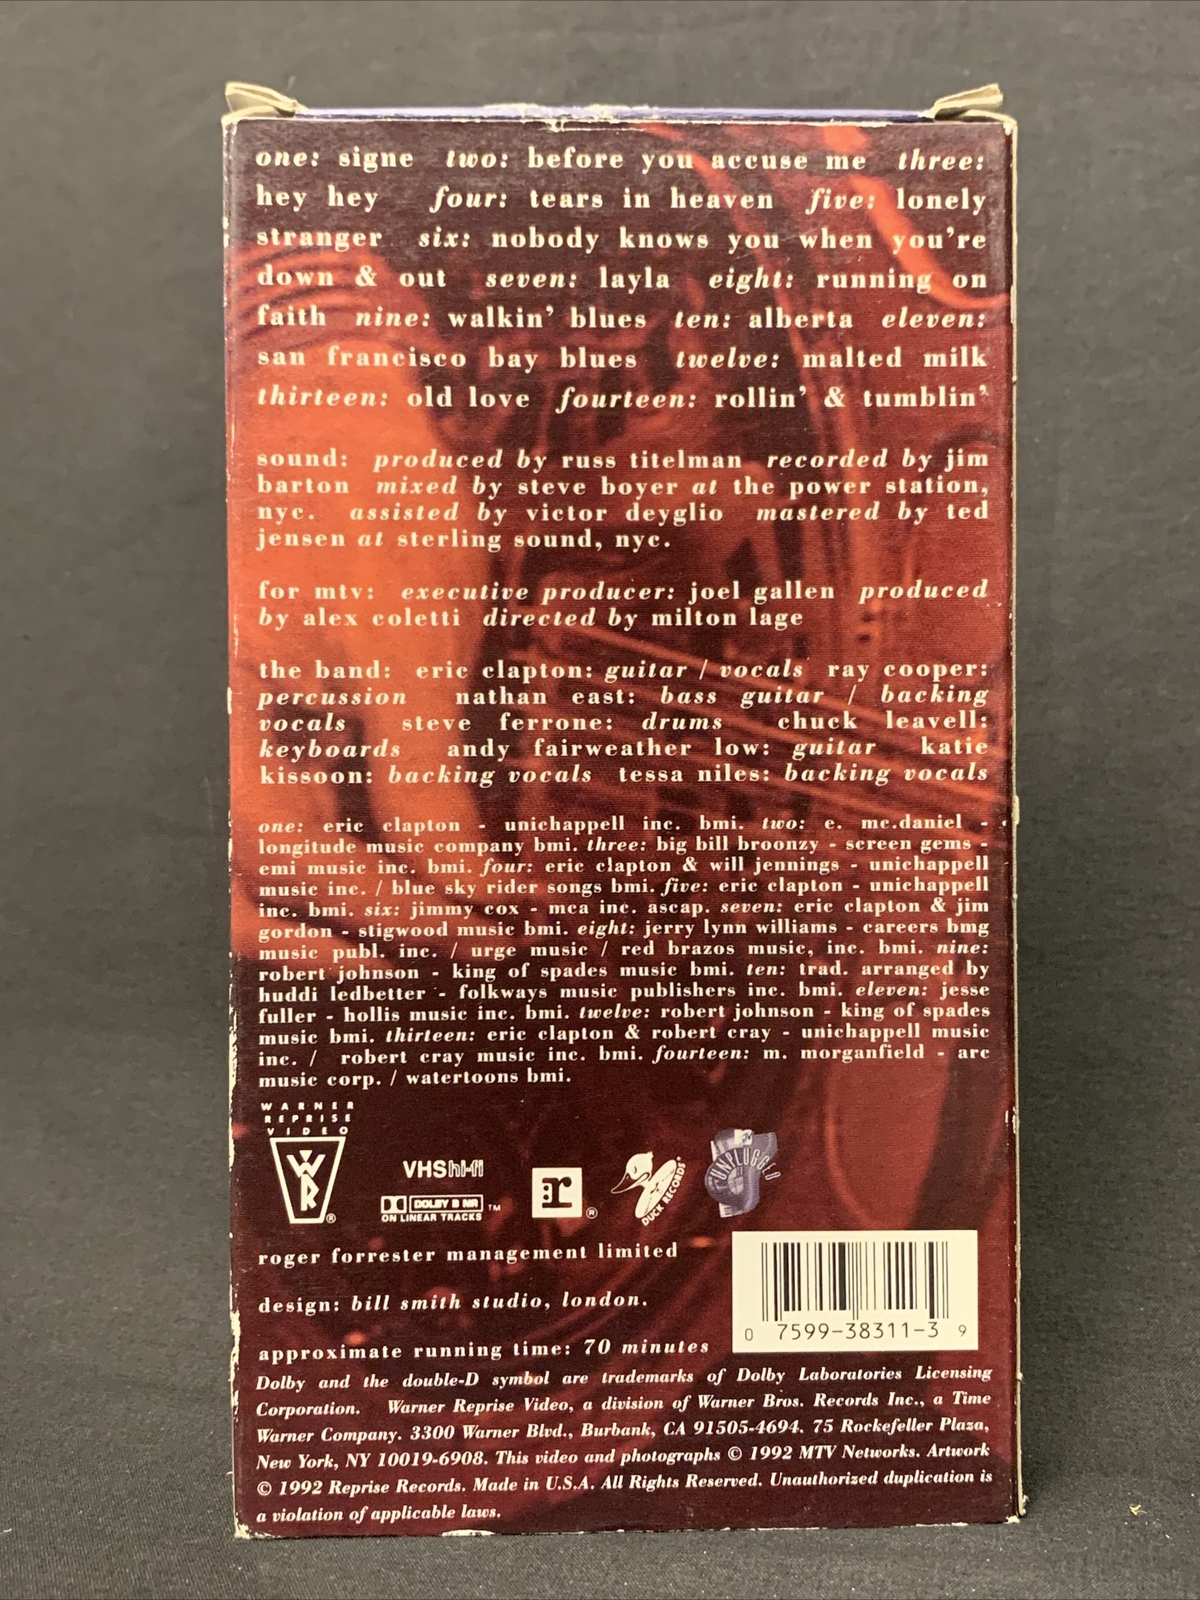 one: signe two: before you accuse me three:
hey hey four: tears in heaven five: lonely
stranger six: nobody knows you when you're
down & out seven: layla eight: running on
faith nine: walkin' blues ten: alberta eleven:
san francisco bay blues twelve: malted milk
thirteen: old love fourteen: rollin' & tumblin'
sound: produced by russ titelman recorded by jim
barton mixed by steve boyer at the power station,
nyc. assisted by victor deyglio mastered by ted
jensen at sterling sound, nyc.
for mtv: executive producer: joel gallen produced
by alex coletti directed by milton lage
the band: eric clapton: guitar / vocals ray cooper:
percussion nathan east: bass guitar / backing
vocals steve ferrone: drums chuck leavell:
keyboards andy fairweather low: guitar katie
kissoon: backing vocals tessa niles: backing vocals
one: eric clapton - unichappell inc. bmi. two: e. mc.daniel -
longitude music company bmi. three: big bill broonzy - screen gems -
emi music inc. bmi. four: eric clapton & will jennings - unichappell
music inc. / blue sky rider songs bmi. five: eric clapton - unichappell
inc. bmi. six: jimmy cox - mca inc. ascap. seven: eric clapton & jim
gordon - stigwood music bmi. eight: jerry lynn williams - careers bmg
music publ. inc. / urge music / red brazos music, inc. bmi. nine:
robert johnson - king of spades music bmi. ten: trad. arranged by
huddi ledbetter - folkways music publishers inc. bmi. eleven: jesse
fuller - hollis music inc. bmi. twelve: robert johnson - king of spades
music bmi. thirteen: eric clapton & robert cray - unichappell music
inc. / robert cray music inc. bmi. fourteen: m. morganfield - arc
music corp. / watertoons bmi.
WARNER
REPRISE
VIDEO
WR ®
VHS hi-fi
DOLBY B NR ™
ON LINEAR TRACKS
:r ®
DUCK RECORDS ®
MTV
UNPLUGGED
roger forrester management limited
design: bill smith studio, london.
0 7599-38311-3 9
approximate running time: 70 minutes
Dolby and the double-D symbol are trademarks of Dolby Laboratories Licensing
Corporation. Warner Reprise Video, a division of Warner Bros. Records Inc., a Time
Warner Company. 3300 Warner Blvd., Burbank, CA 91505-4694. 75 Rockefeller Plaza,
New York, NY 10019-6908. This video and photographs © 1992 MTV Networks. Artwork
© 1992 Reprise Records. Made in U.S.A. All Rights Reserved. Unauthorized duplication is
a violation of applicable laws.